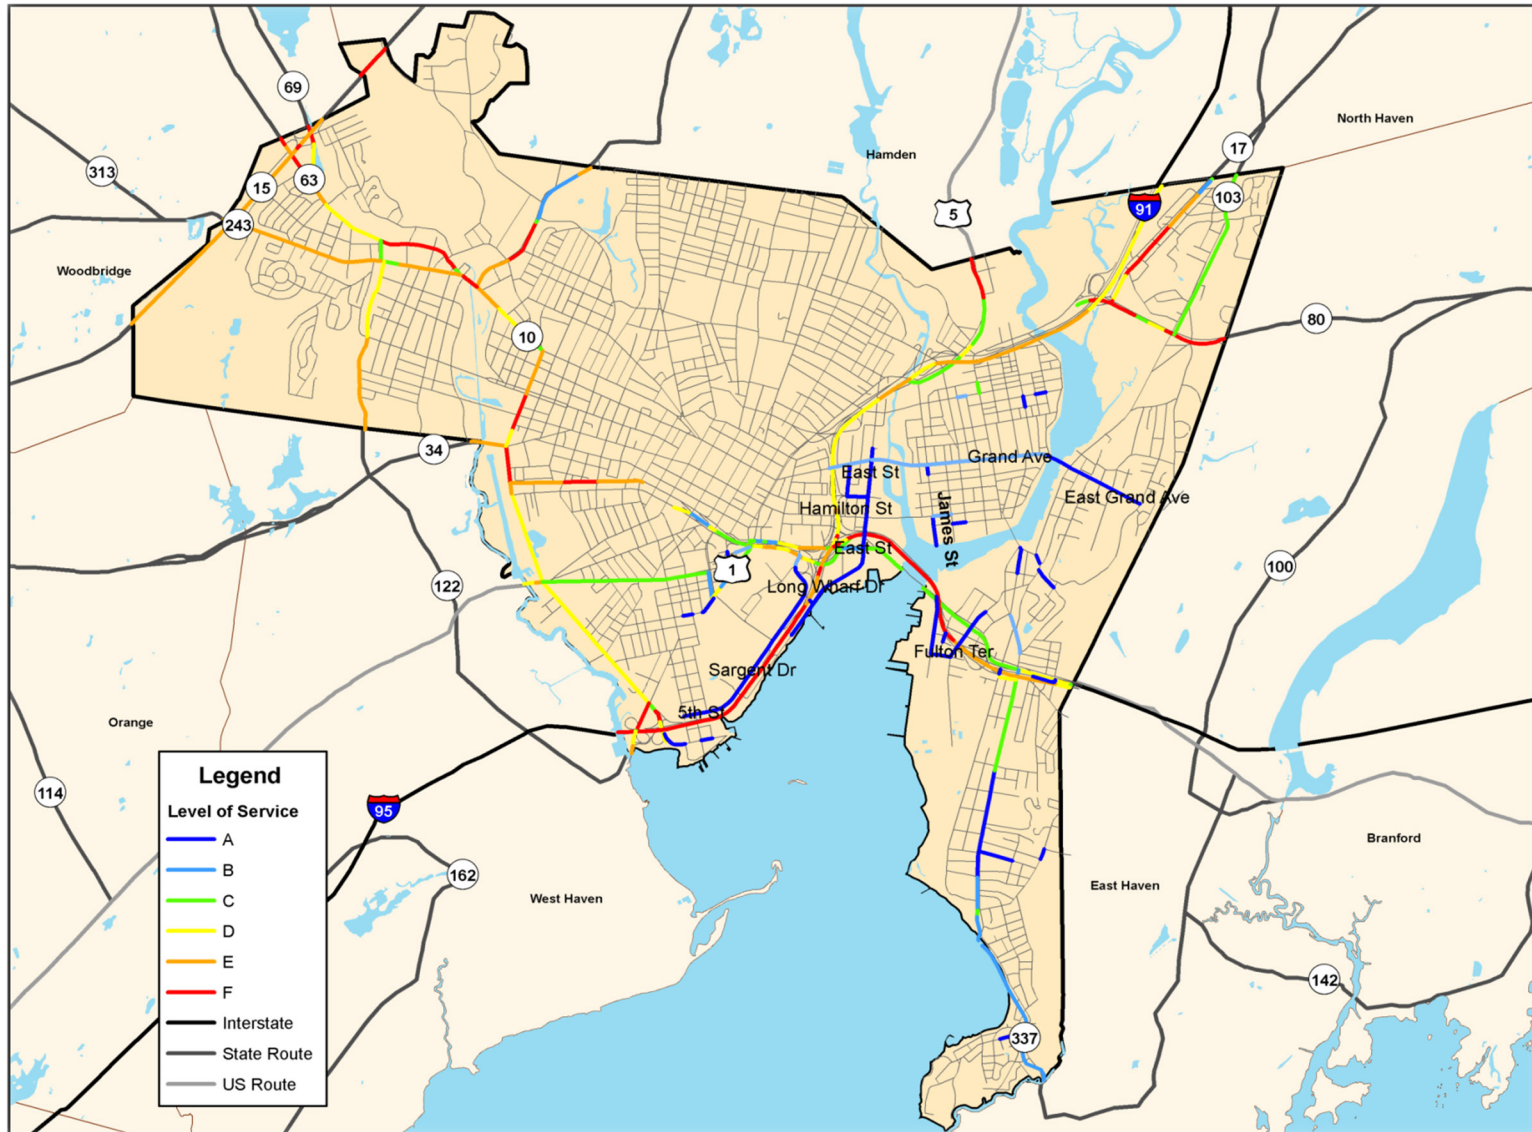 69
North Haven
17
Hamden
313
63
15
103
91
5
243
Woodbridge
80
10
34
Grand Ave
East St
East Grand Ave
Hamilton St
James St
East St
1
100
122
Long Wharf Dr
Fulton Ter
Sargent Dr
5th St
Orange
114
95
Branford
162
East Haven
West Haven
142
337
Legend
Level of Service
A
B
C
D
E
F
Interstate
State Route
US Route